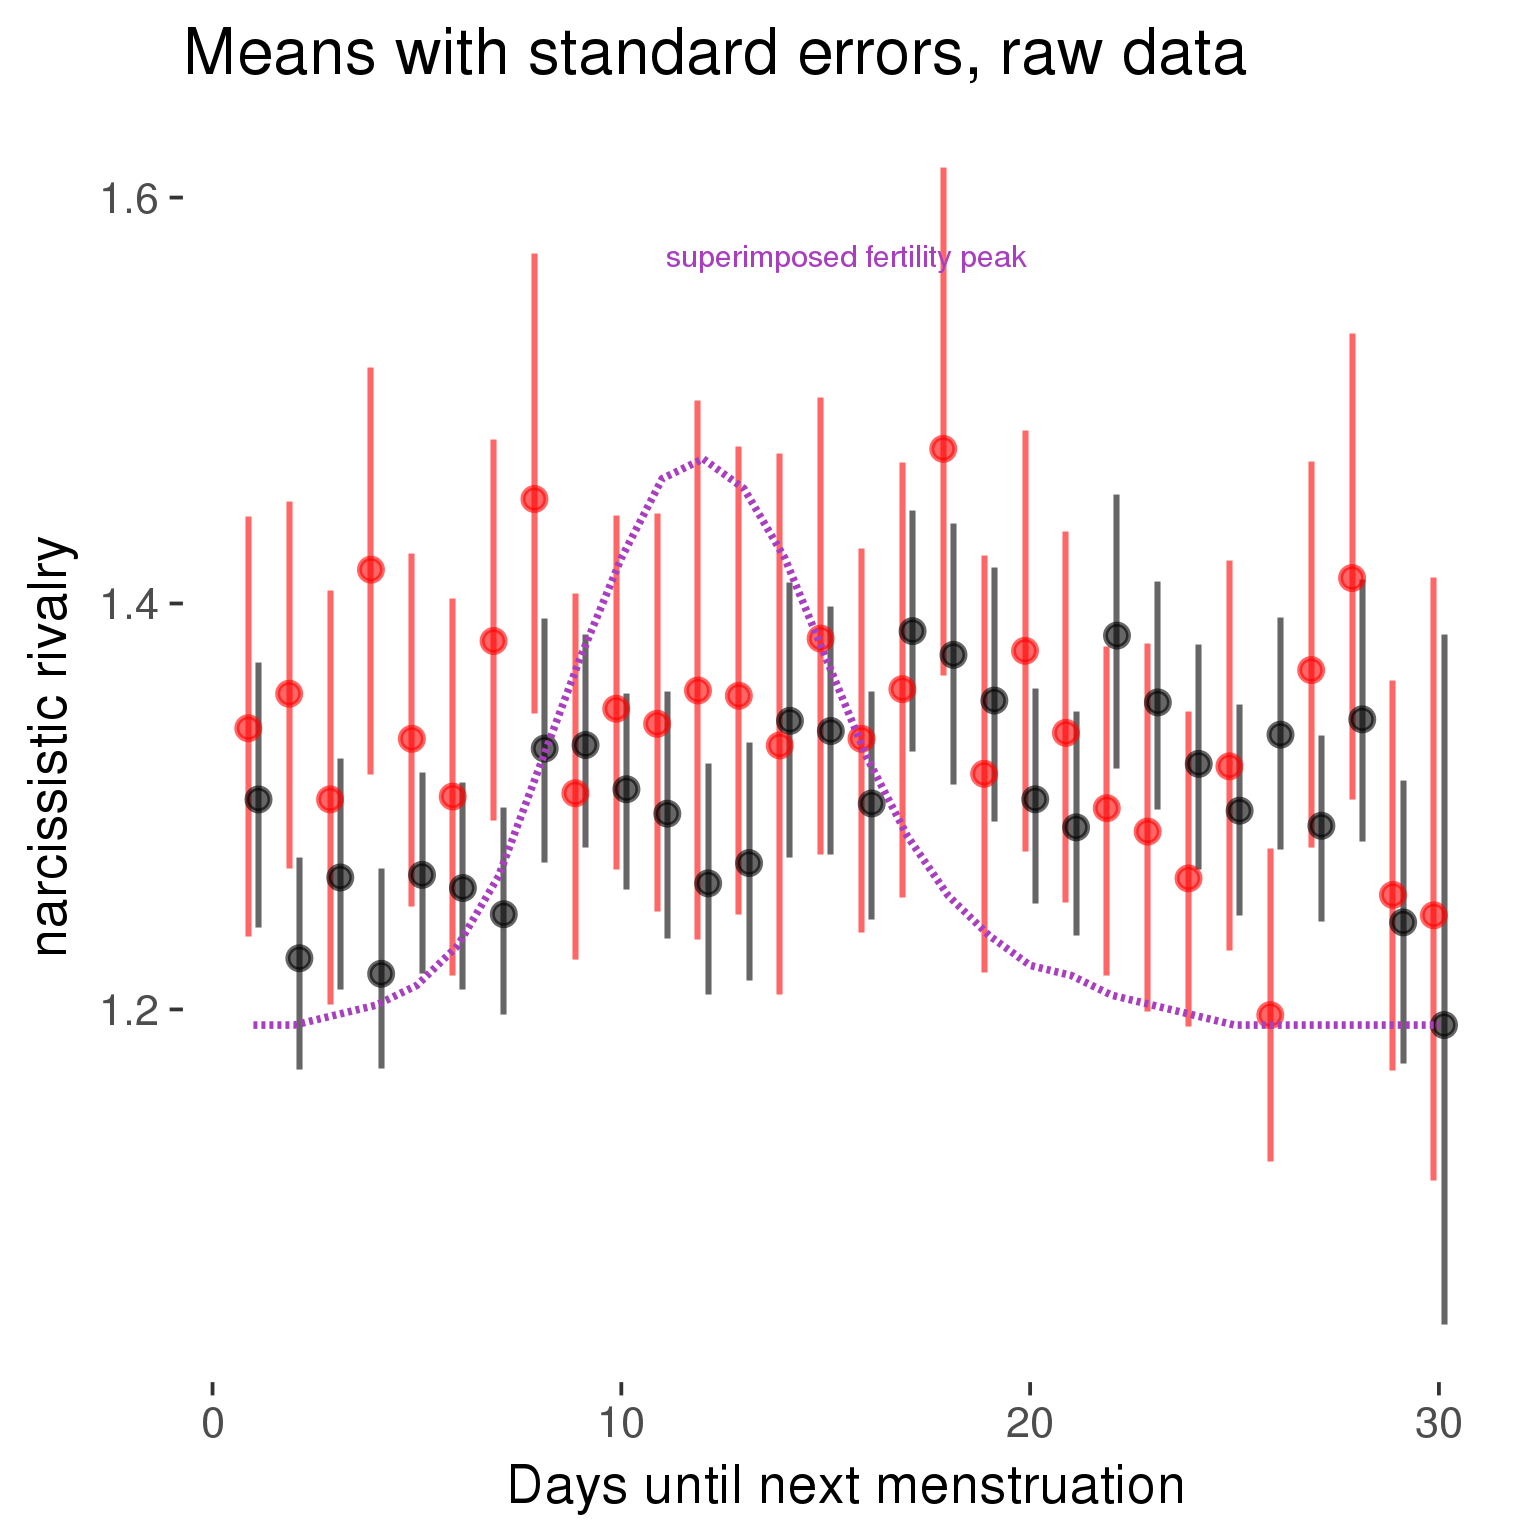 Means with standard errors, raw data
1.6
superimposed fertility peak
1.4
narcissistic rivalry
1.2
0 10 20 30
Days until next menstruation